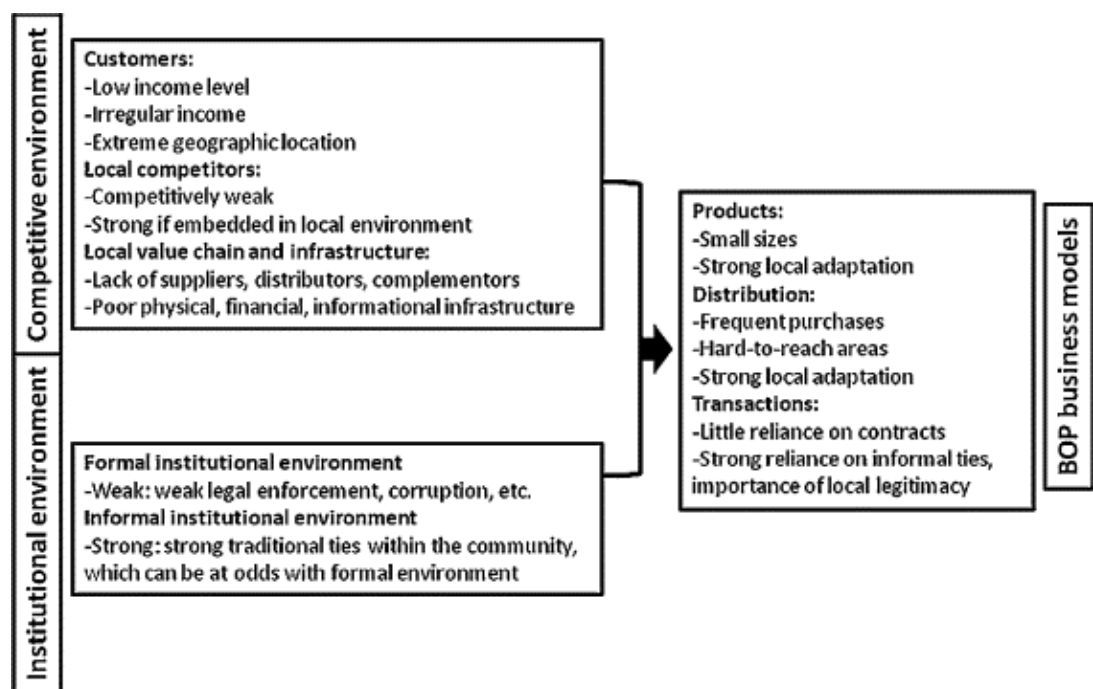 Competitive environment
Customers:
-Low income level
-Irregular income
-Extreme geographic location
Local competitors:
-Competitively weak
-Strong if embedded in local environment
Local value chain and infrastructure:
-Lack of suppliers, distributors, complementors
-Poor physical, financial, informational infrastructure
Institutional environment
Formal institutional environment
-Weak: weak legal enforcement, corruption, etc.
Informal institutional environment
-Strong: strong traditional ties within the community,
which can be at odds with formal environment
Products:
-Small sizes
-Strong local adaptation
Distribution:
-Frequent purchases
-Hard-to-reach areas
-Strong local adaptation
Transactions:
-Little reliance on contracts
-Strong reliance on informal ties,
importance of local legitimacy
BOP business models